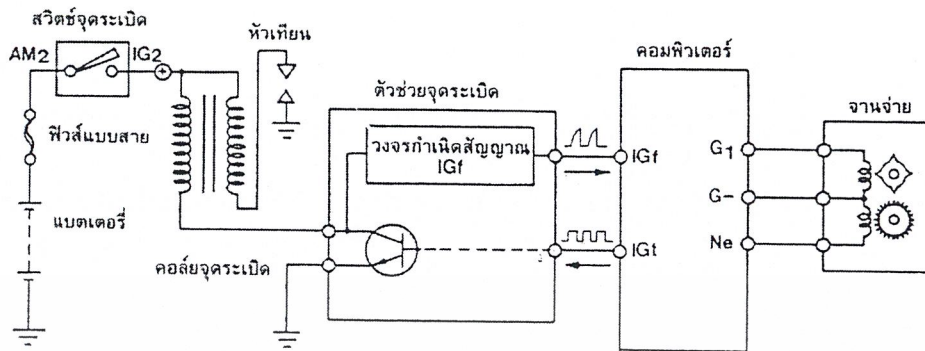 สวิตช์จุดระเบิด
AM2
IG2
หัวเทียน
คอมพิวเตอร์
ตัวช่วยจุดระเบิด
จานจ่าย
ฟิวส์แบบสาย
วงจรกำเนิดสัญญาณ
IGf
IGf
G1
G-
แบตเตอรี่
Ne
IGt
คอล์ยจุดระเบิด